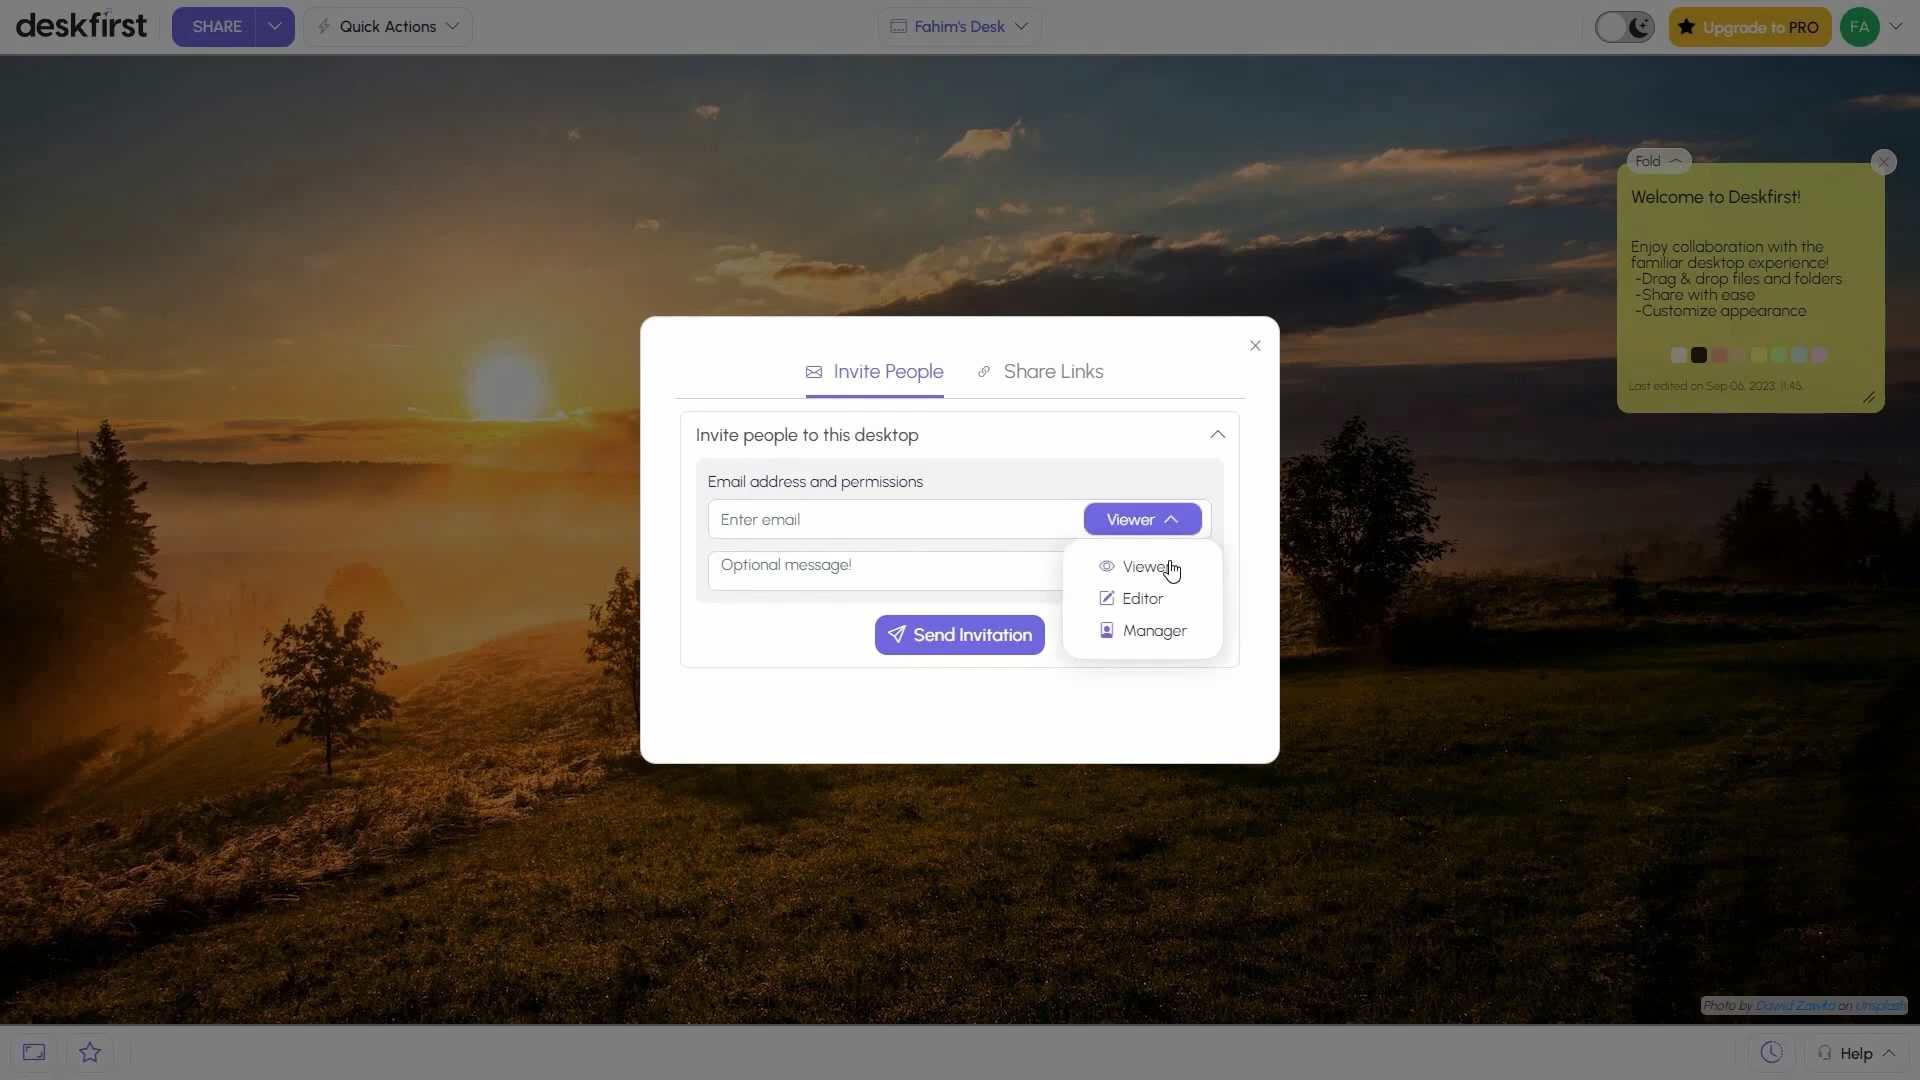 deskfirst
SHARE
Quick Actions
Fahim's Desk
Upgrade to PRO
FA
Fold
Welcome to Deskfirst!
Enjoy collaboration with the
familiar desktop experience!
-Drag & drop files and folders
-Share with ease
-Customize appearance
Last edited on Sep 06, 2023, 11:45.
Invite People
Share Links
Invite people to this desktop
Email address and permissions
Enter email
Viewer
Optional message!
Viewer
Editor
Manager
Send Invitation
Photo by Dawid Zawiła on Unsplash
Help